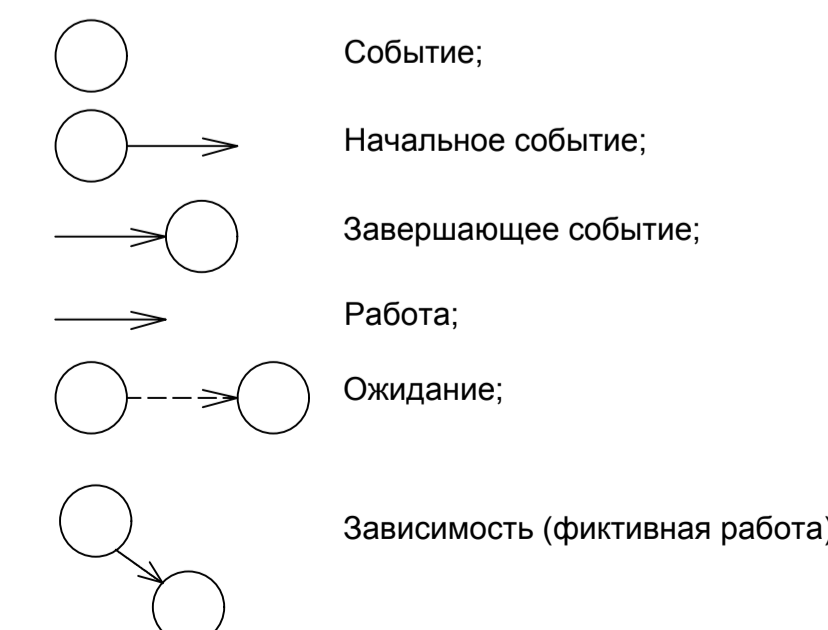 Событие;
Начальное событие;
Завершающее событие;
Работа;
Ожидание;
Зависимость (фиктивная работа)